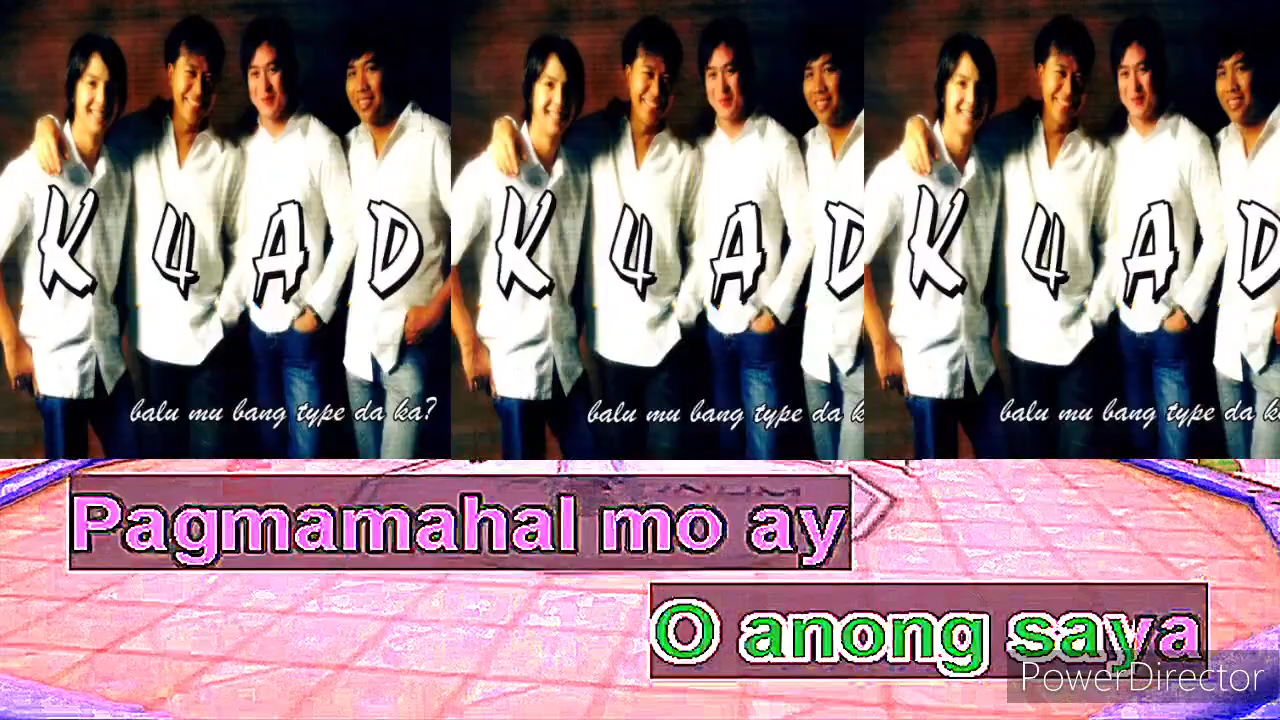 K4AD K4AD K4AD
balu mu bang type da ka? balu mu bang type da k balu mu bang type da k
Pagmamahal mo ay
O anong saya
PowerDirector